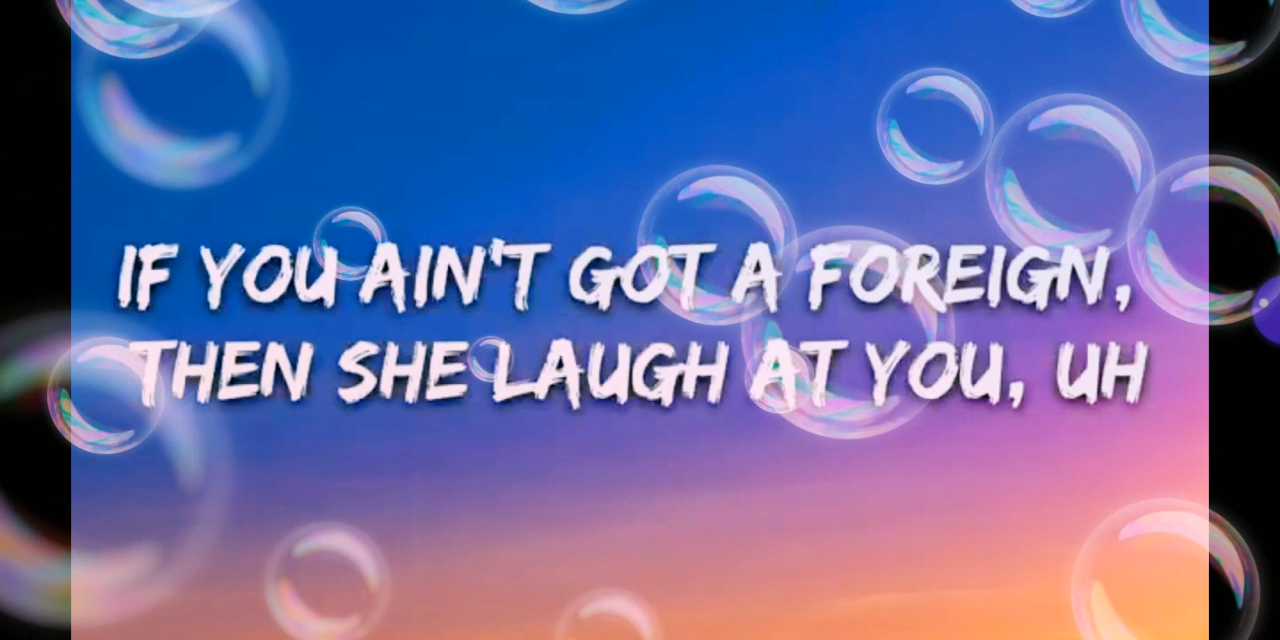 IF YOU AIN'T GOT A FOREIGN,
THEN SHE LAUGH AT YOU, UH